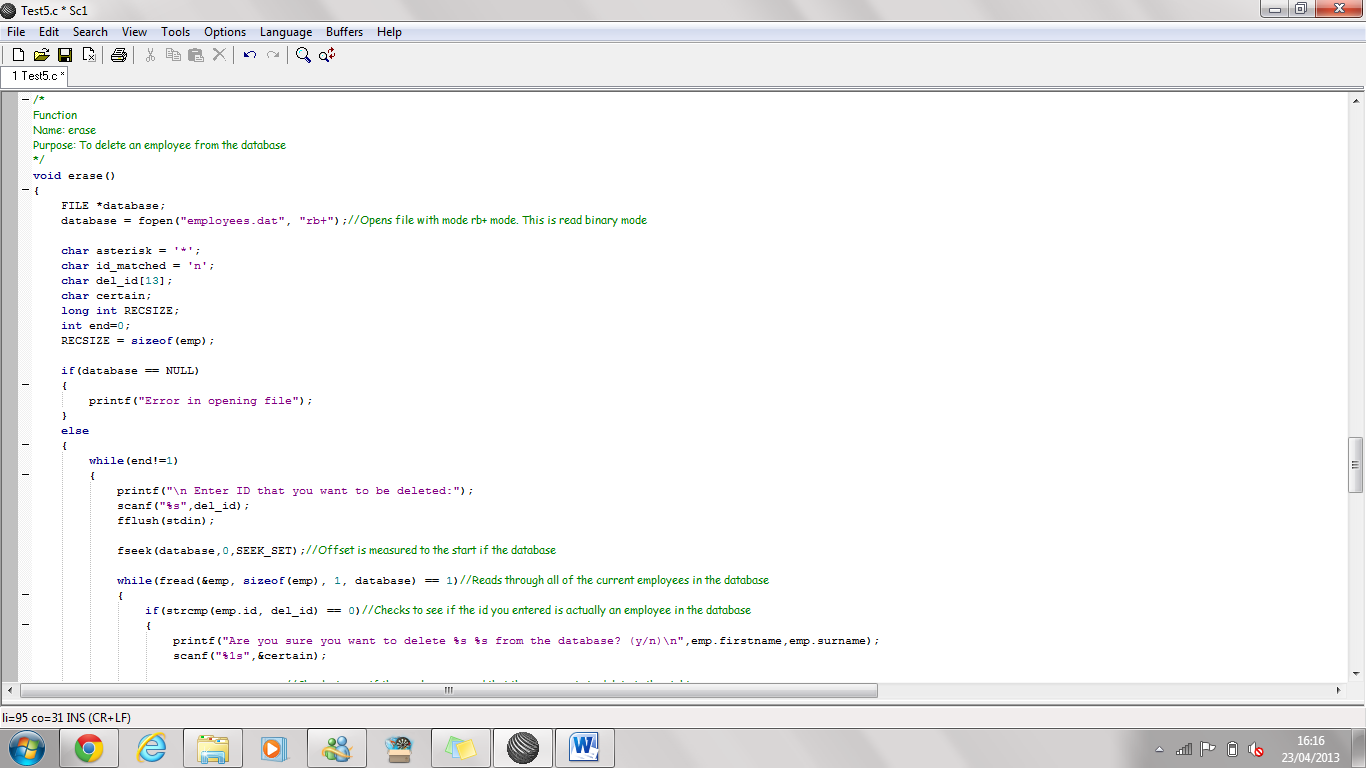 Test5.c * Sc1
File Edit Search View Tools Options Language Buffers Help
1 Test5.c *
/*
Function
Name: erase
Purpose: To delete an employee from the database
*/
void erase()
{
FILE *database;
database = fopen("employees.dat", "rb+");//Opens file with mode rb+ mode. This is read binary mode
char asterisk = '*';
char id_matched = 'n';
char del_id[13];
char certain;
long int RECSIZE;
int end=0;
RECSIZE = sizeof(emp);
if(database == NULL)
{
printf("Error in opening file");
}
else
{
while(end!=1)
{
printf("\n Enter ID that you want to be deleted:");
scanf("%s",del_id);
fflush(stdin);
fseek(database,0,SEEK_SET);//Offset is measured to the start if the database
while(fread(&emp, sizeof(emp), 1, database) == 1)//Reads through all of the current employees in the database
{
if(strcmp(emp.id, del_id) == 0)//Checks to see if the id you entered is actually an employee in the database
{
printf("Are you sure you want to delete %s %s from the database? (y/n)\n",emp.firstname,emp.surname);
scanf("%1s",&certain);
li=95 co=31 INS (CR+LF)
16:16
23/04/2013